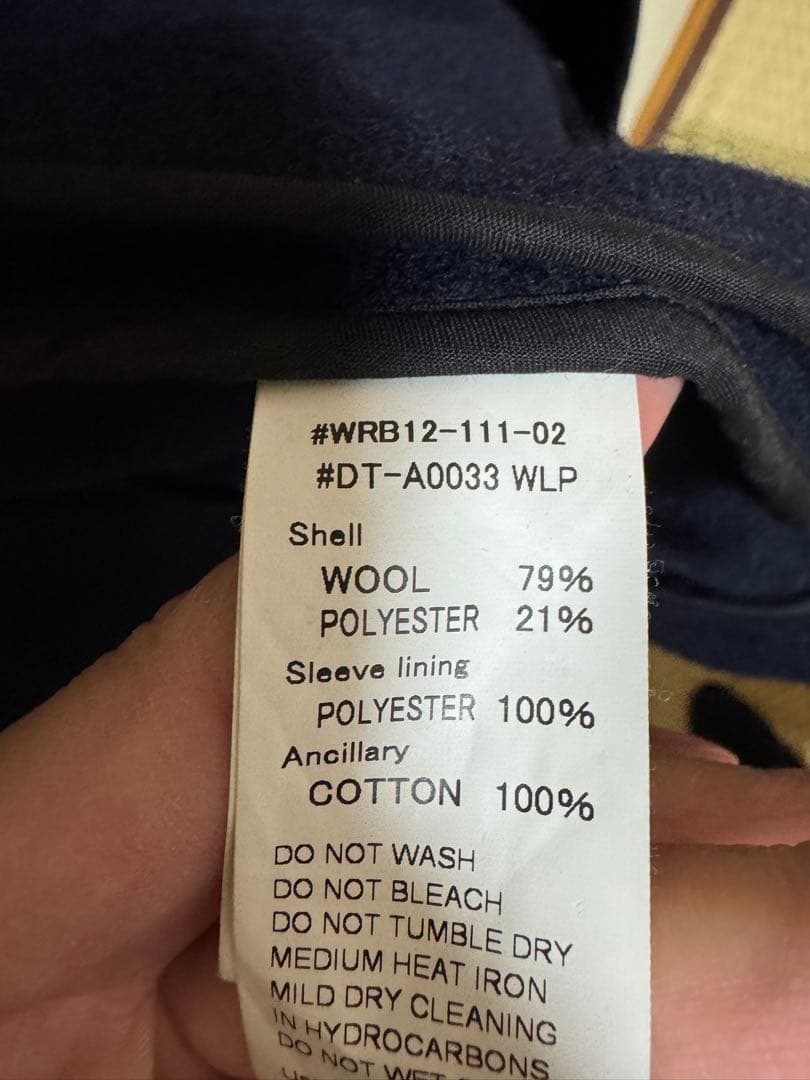 #WRB12-111-02
#DT-A0033 WLP
Shell
WOOL 79%
POLYESTER 21%
Sleeve lining
POLYESTER 100%
Ancillary
COTTON 100%
DO NOT WASH
DO NOT BLEACH
DO NOT TUMBLE DRY
MEDIUM HEAT IRON
MILD DRY CLEANING
IN HYDROCARBONS
DO NOT WET